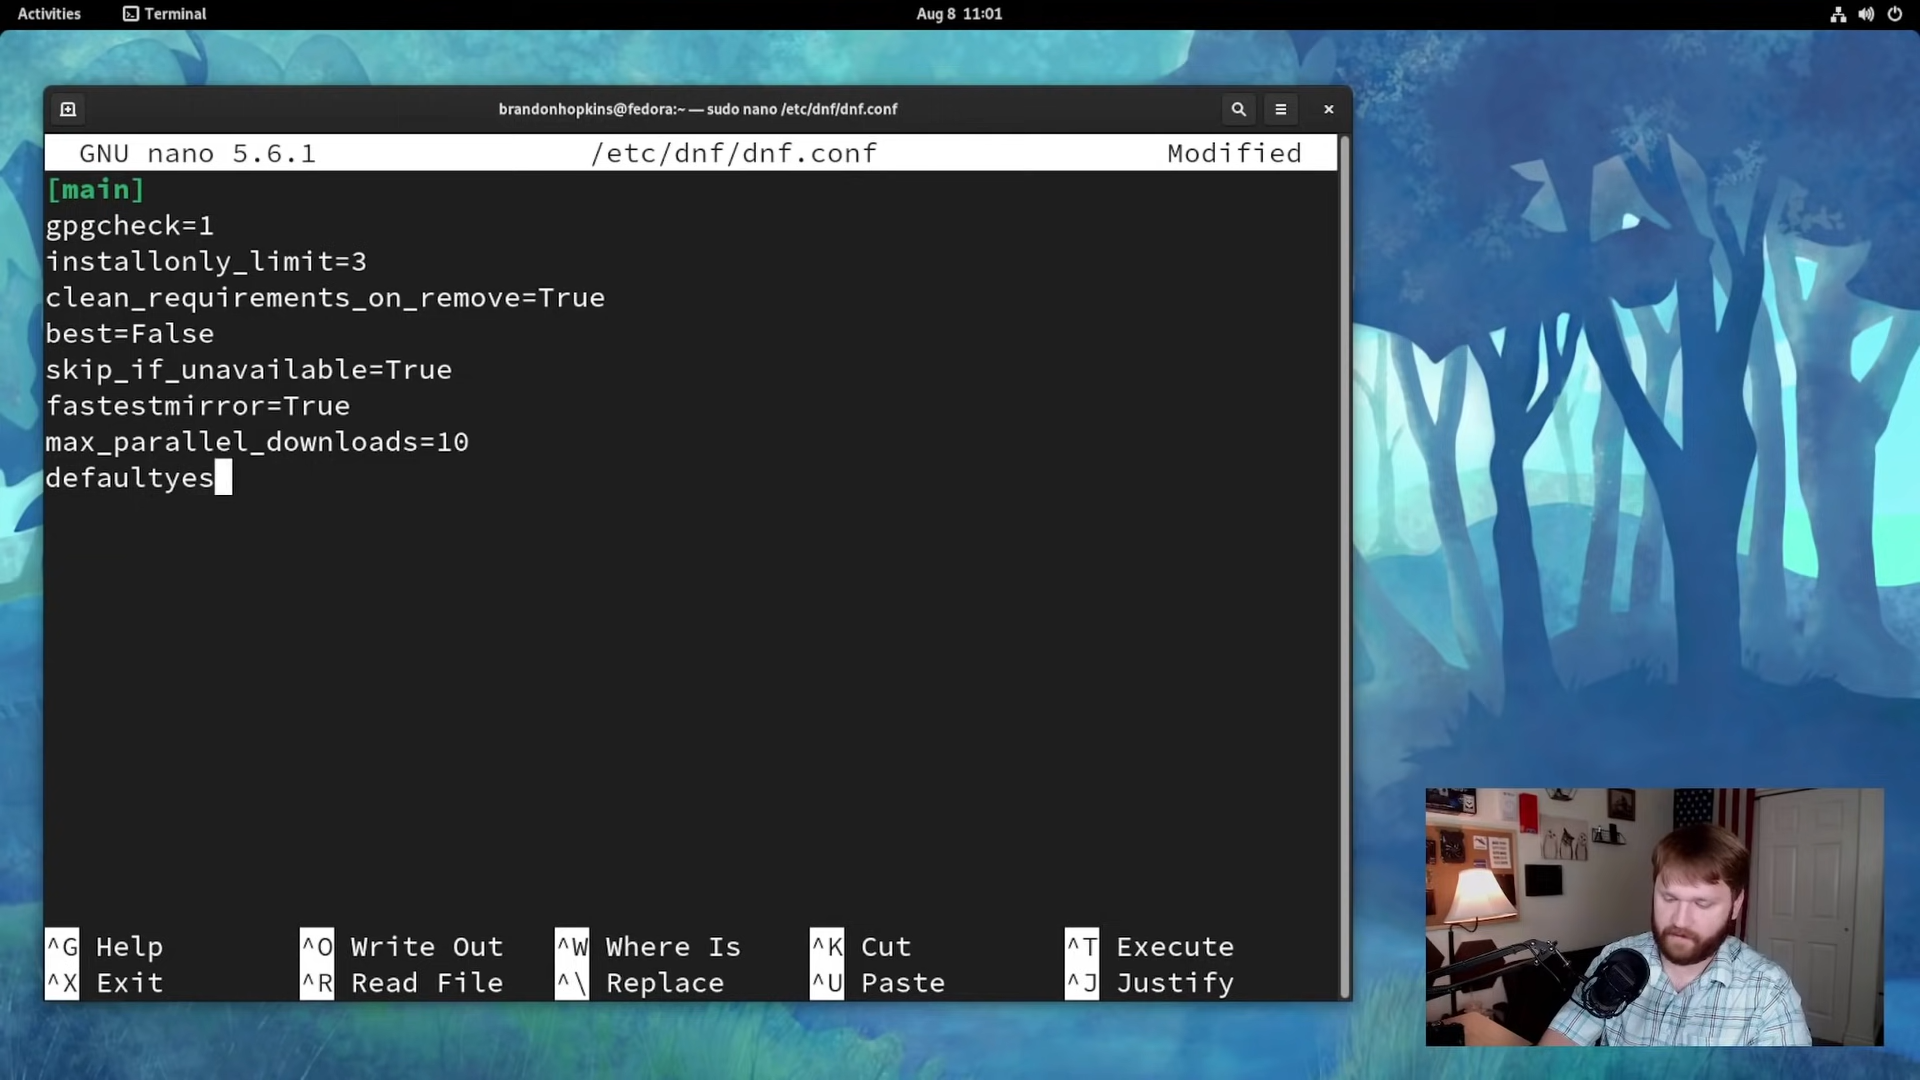 Activities Terminal Aug 8 11:01
brandonhopkins@fedora:~ — sudo nano /etc/dnf/dnf.conf
GNU nano 5.6.1 /etc/dnf/dnf.conf Modified
[main]
gpgcheck=1
installonly_limit=3
clean_requirements_on_remove=True
best=False
skip_if_unavailable=True
fastestmirror=True
max_parallel_downloads=10
defaultyes
^G Help ^O Write Out ^W Where Is ^K Cut ^T Execute
^X Exit ^R Read File ^\ Replace ^U Paste ^J Justify